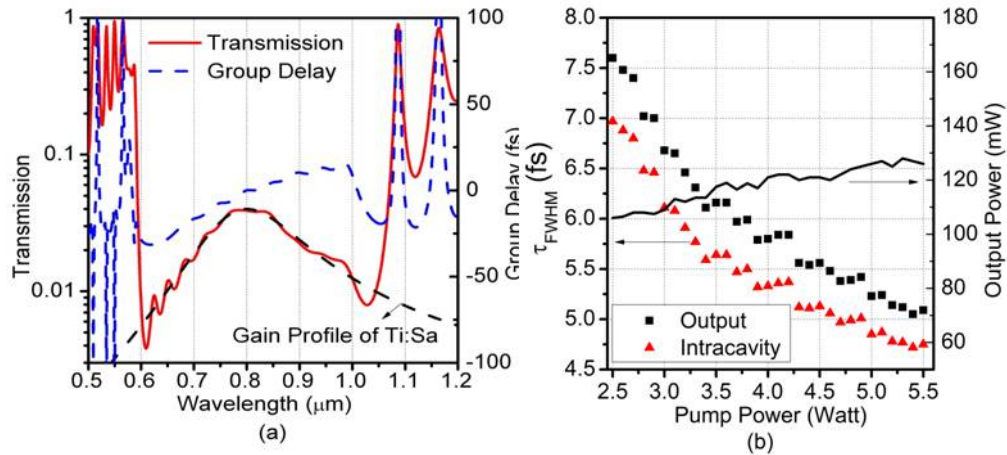 Transmission
Group Delay
Gain Profile of Ti:Sa
1
0.1
0.01
Transmission
100
50
0
-50
-100
Group Delay (fs)
0.5 0.6 0.7 0.8 0.9 1.0 1.1 1.2
Wavelength (μm)
(a)
8.0
7.5
7.0
6.5
6.0
5.5
5.0
4.5
τFWHM (fs)
180
160
140
120
100
80
60
Output Power (mW)
Output
Intracavity
2.5 3.0 3.5 4.0 4.5 5.0 5.5
Pump Power (Watt)
(b)